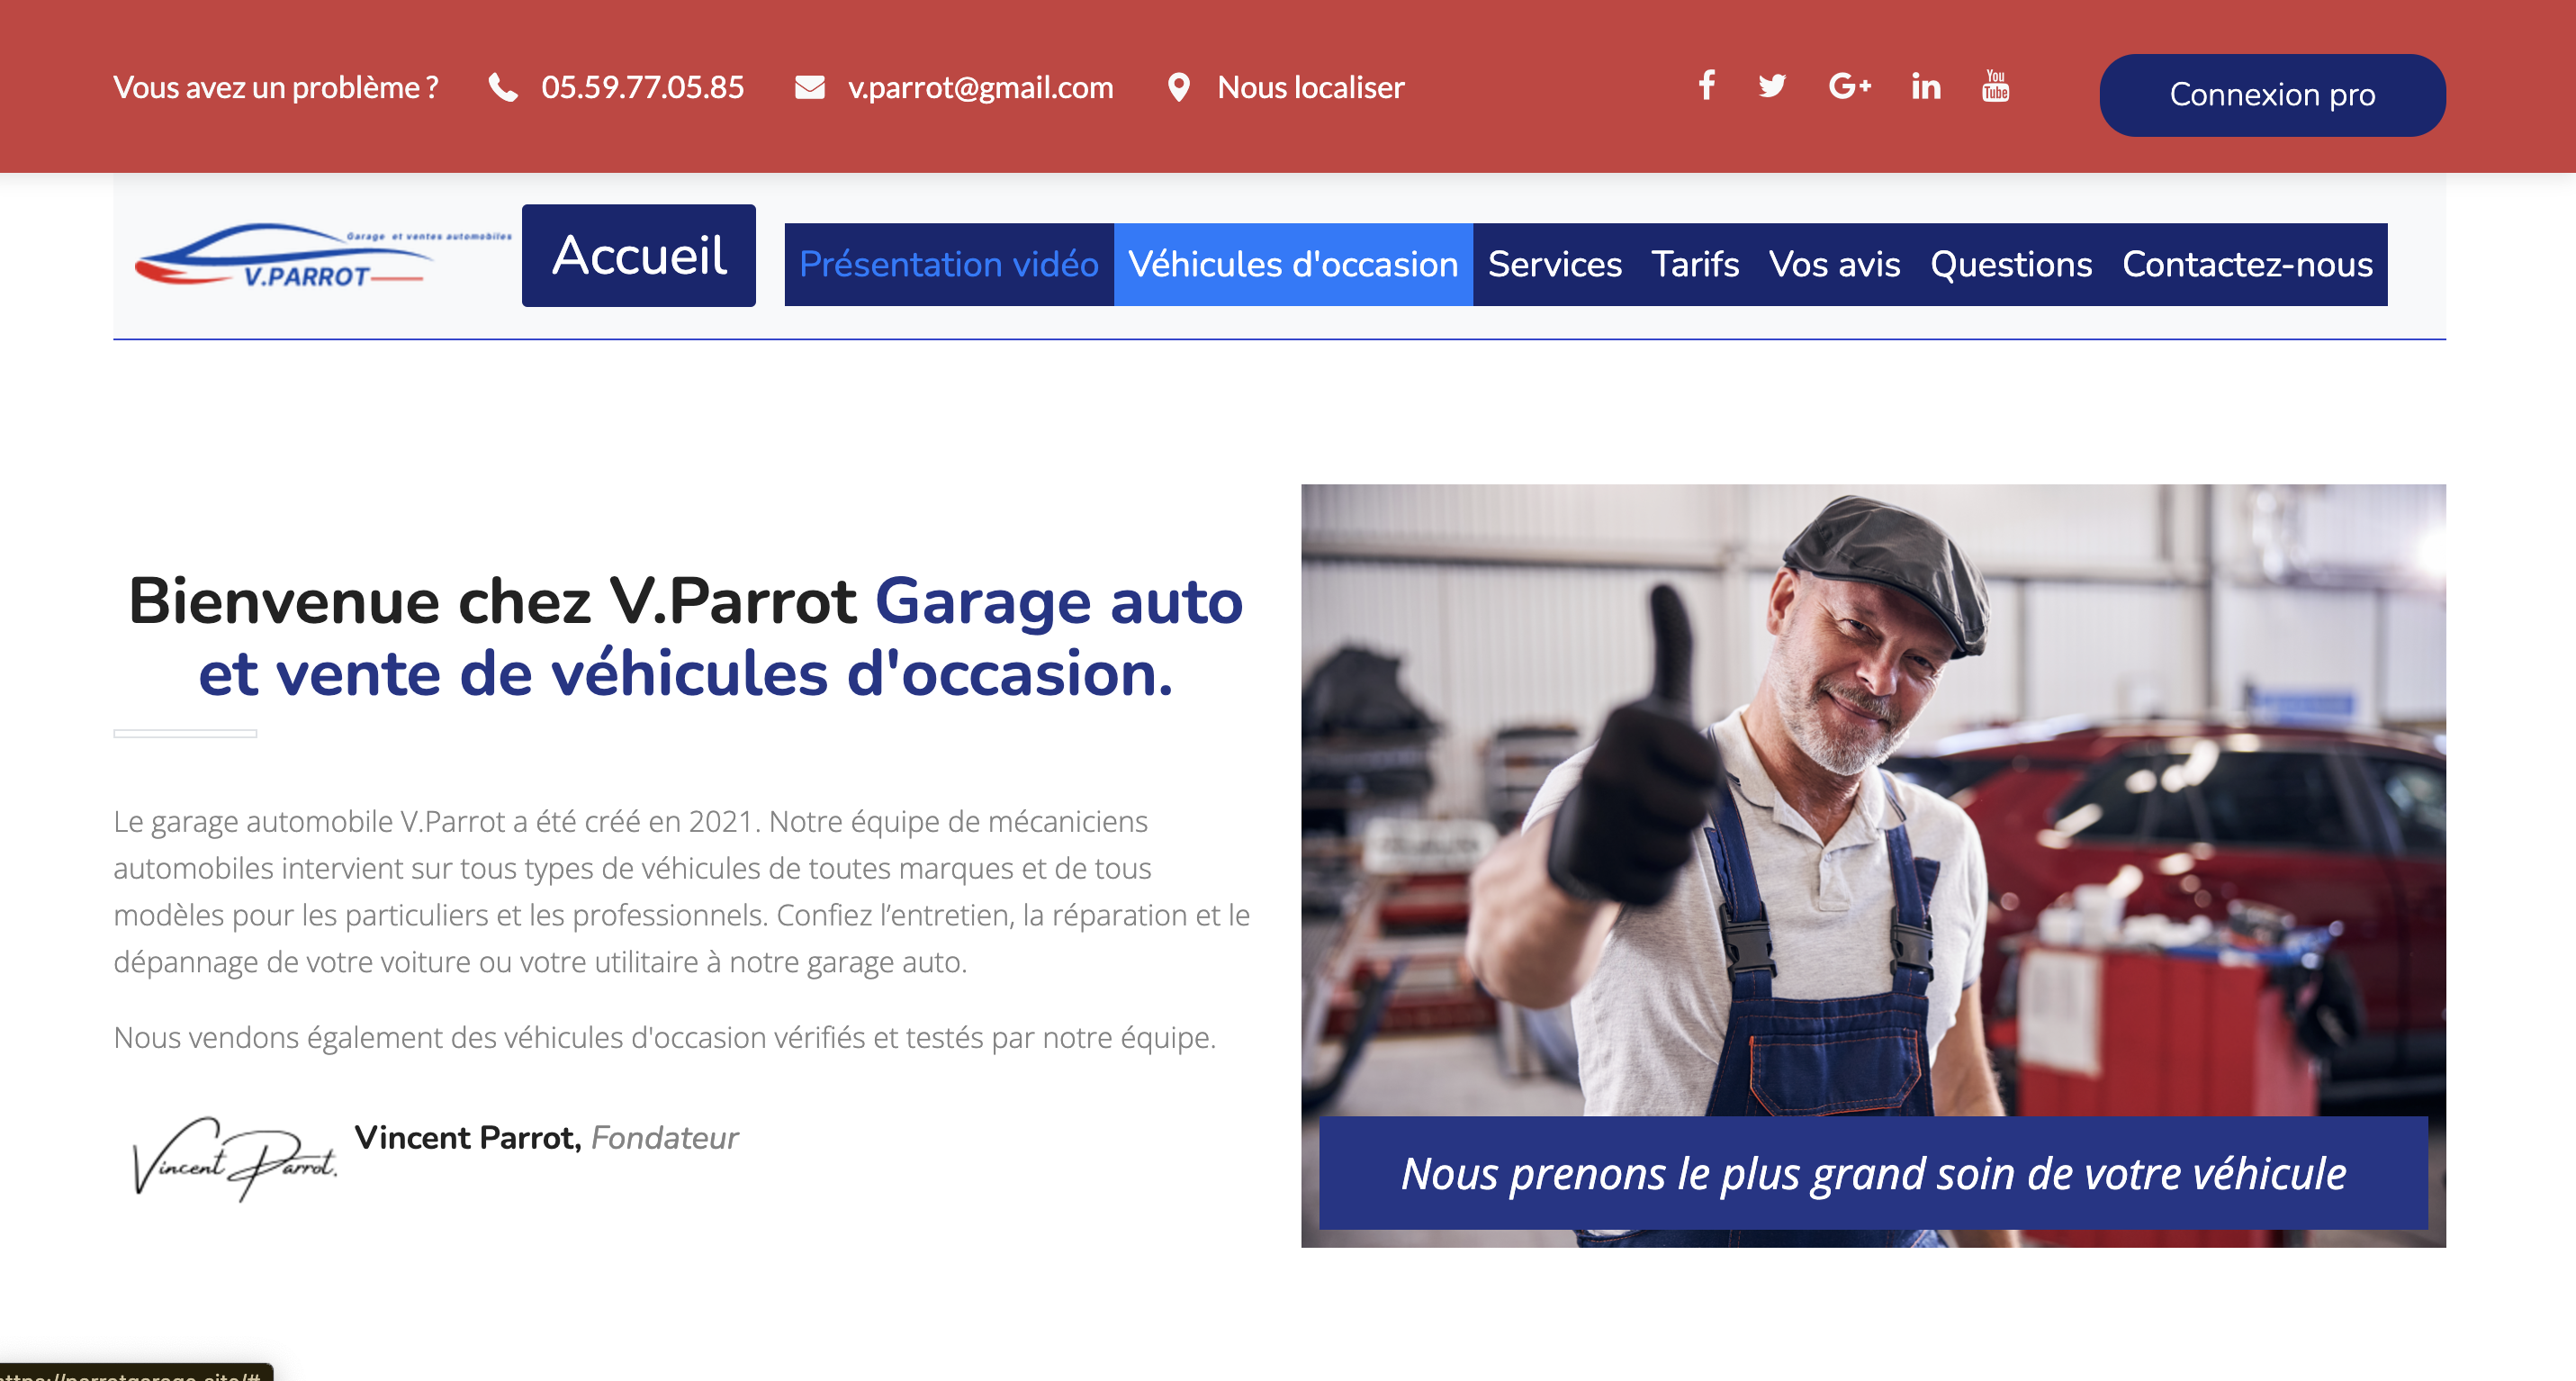 Vous avez un problème ? 05.59.77.05.85 v.parrot@gmail.com Nous localiser Connexion pro
Garage et ventes automobiles
V.PARROT
Accueil Présentation vidéo Véhicules d'occasion Services Tarifs Vos avis Questions Contactez-nous
Bienvenue chez V.Parrot Garage auto
et vente de véhicules d'occasion.
Le garage automobile V.Parrot a été créé en 2021. Notre équipe de mécaniciens
automobiles intervient sur tous types de véhicules de toutes marques et de tous
modèles pour les particuliers et les professionnels. Confiez l’entretien, la réparation et le
dépannage de votre voiture ou votre utilitaire à notre garage auto.
Nous vendons également des véhicules d'occasion vérifiés et testés par notre équipe.
Vincent Parrot.
Vincent Parrot, Fondateur
Nous prenons le plus grand soin de votre véhicule